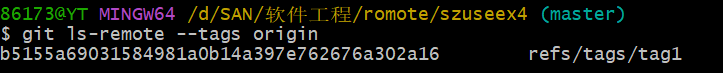 86173@YT MINGW64 /d/SAN/软件工程/romote/szuseex4 (master)
$ git ls-remote --tags origin
b5155a69031584981a0b14a397e762676a302a16        refs/tags/tag1